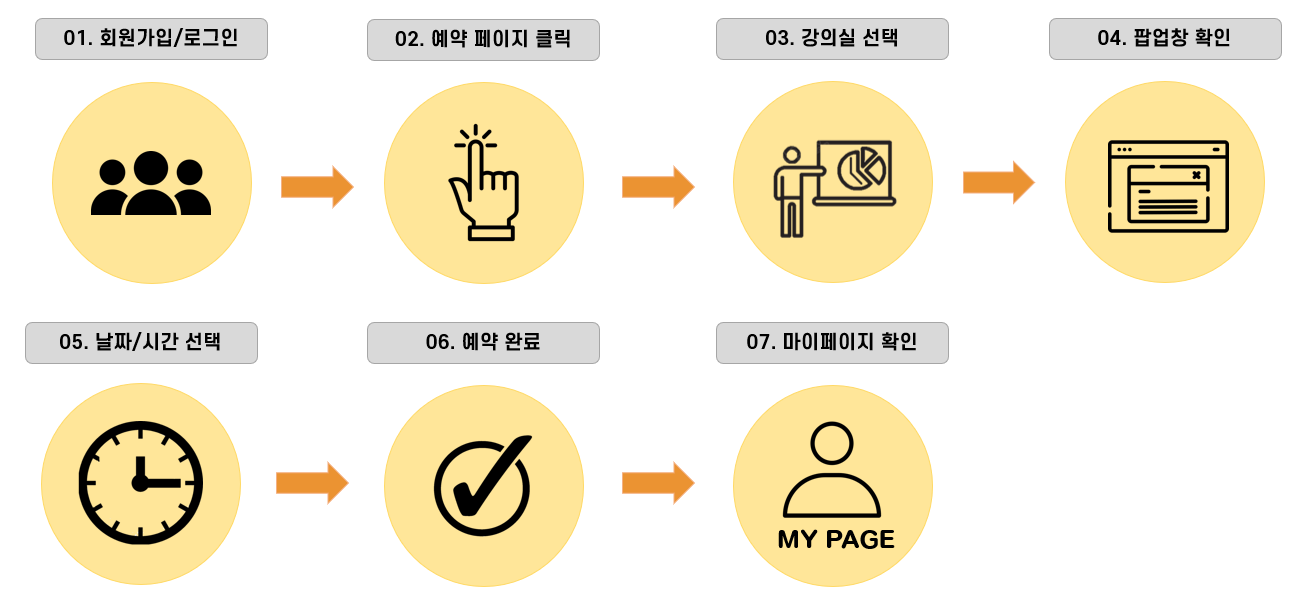 01. 회원가입/로그인
02. 예약 페이지 클릭
03. 강의실 선택
04. 팝업창 확인
05. 날짜/시간 선택
06. 예약 완료
07. 마이페이지 확인
MY PAGE